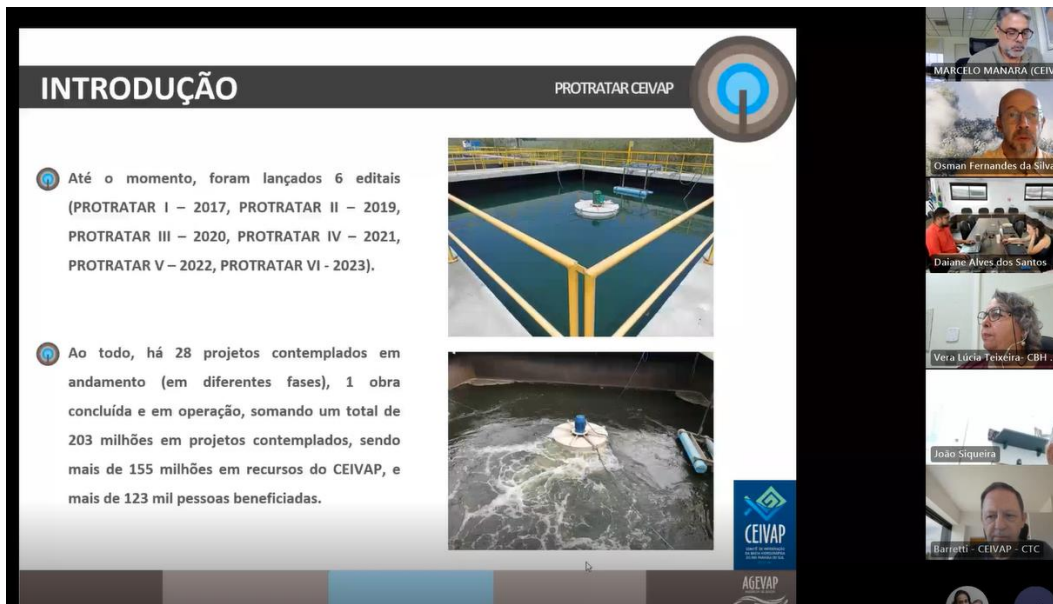 INTRODUÇÃO
PROTRATAR CEIVAP
Até o momento, foram lançados 6 editais
(PROTRATAR I – 2017, PROTRATAR II – 2019,
PROTRATAR III – 2020, PROTRATAR IV – 2021,
PROTRATAR V – 2022, PROTRATAR VI - 2023).
Ao todo, há 28 projetos contemplados em
andamento (em diferentes fases), 1 obra
concluída e em operação, somando um total de
203 milhões em projetos contemplados, sendo
mais de 155 milhões em recursos do CEIVAP, e
mais de 123 mil pessoas beneficiadas.
CEIVAP
AGEVAP
MARCELO MANARA (CEIV
Osman Fernandes da Silva
Daiane Alves dos Santos
Vera Lúcia Teixeira- CBH
João Siqueira
Barretti - CEIVAP - CTC